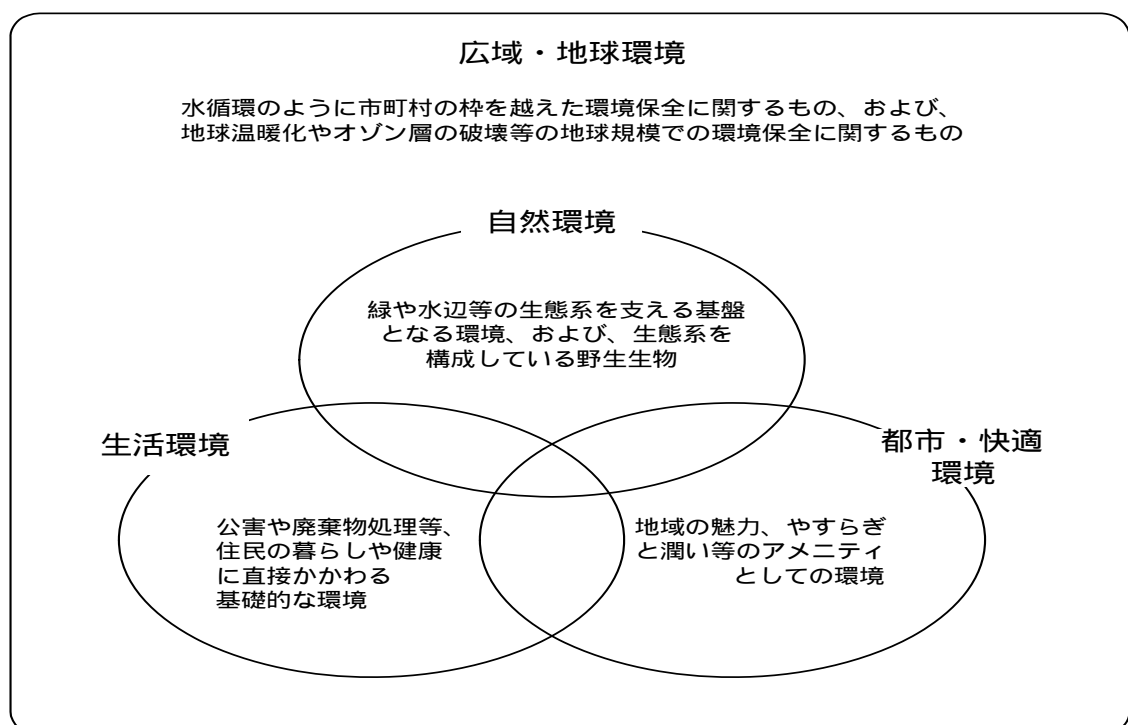 広域・地球環境
水循環のように市町村の枠を越えた環境保全に関するもの、および、
地球温暖化やオゾン層の破壊等の地球規模での環境保全に関するもの
自然環境
緑や水辺等の生態系を支える基盤
となる環境、および、生態系を
構成している野生生物
生活環境
公害や廃棄物処理等、
住民の暮らしや健康
に直接かかわる
基礎的な環境
都市・快適
環境
地域の魅力、やすらぎ
と潤い等のアメニティ
としての環境